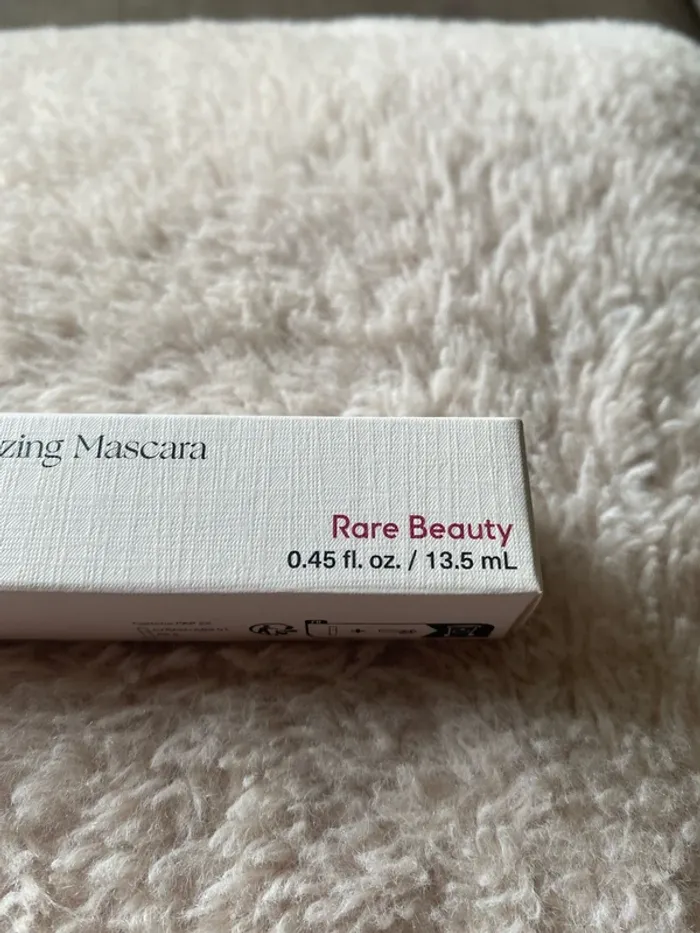 zing Mascara
Rare Beauty
0.45 fl. oz. / 13.5 mL